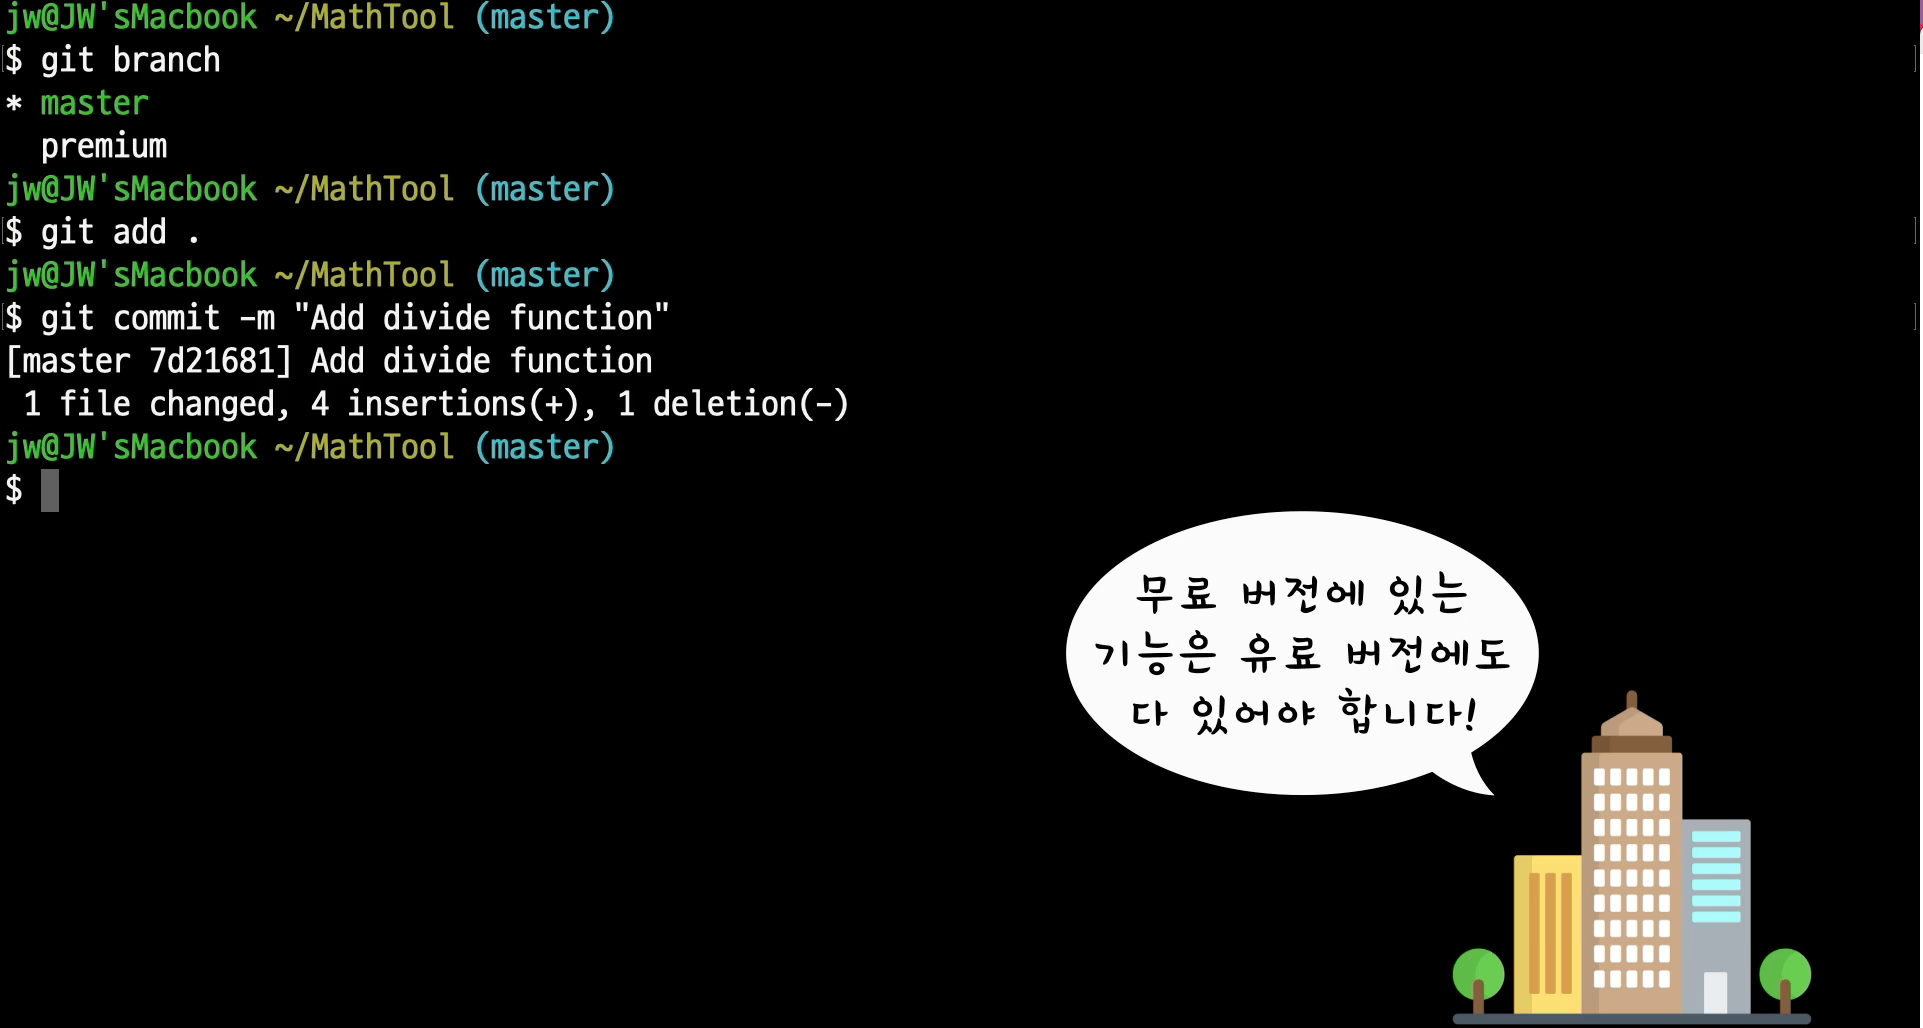 jw@JW'sMacbook ~/MathTool (master)
$ git branch
* master
  premium
jw@JW'sMacbook ~/MathTool (master)
$ git add .
jw@JW'sMacbook ~/MathTool (master)
$ git commit -m "Add divide function"
[master 7d21681] Add divide function
 1 file changed, 4 insertions(+), 1 deletion(-)
jw@JW'sMacbook ~/MathTool (master)
$
무료 버전에 있는
기능은 유료 버전에도
다 있어야 합니다!